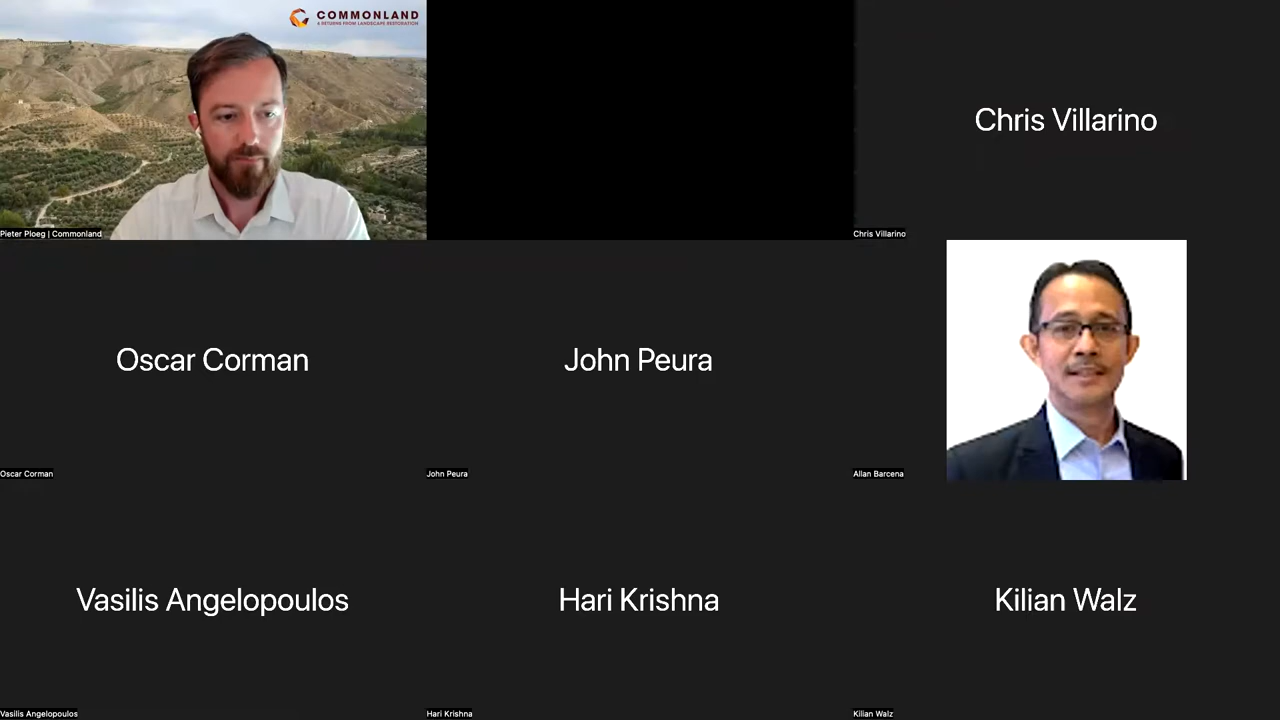 COMMONLAND
4 RETURNS FROM LANDSCAPE RESTORATION
Pieter Ploeg | Commonland
Chris Villarino
Chris Villarino
Oscar Corman
Oscar Corman
John Peura
John Peura
Allan Barcena
Vasilis Angelopoulos
Vasilis Angelopoulos
Hari Krishna
Hari Krishna
Kilian Walz
Kilian Walz